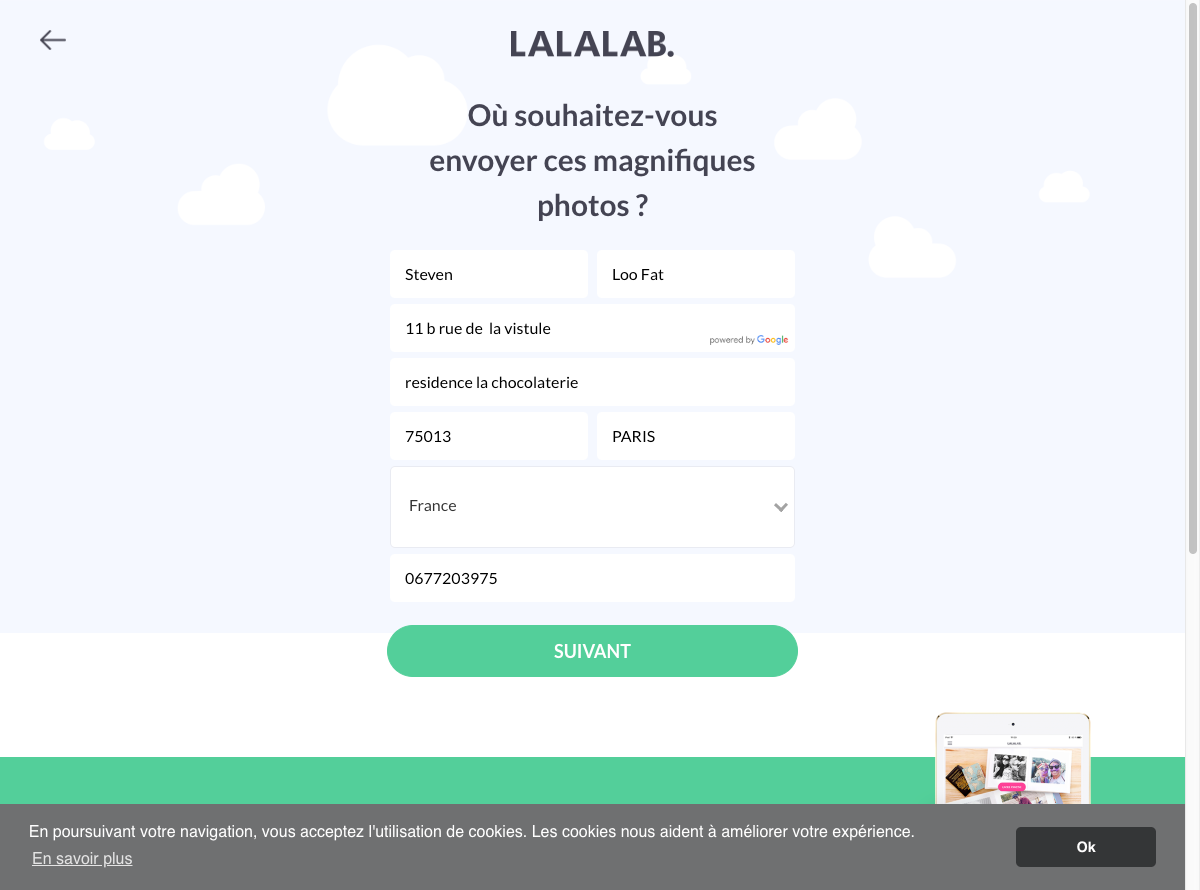 LALALAB.
Où souhaitez-vous
envoyer ces magnifiques
photos ?
Steven
Loo Fat
11 b rue de  la vistule
powered by Google
residence la chocolaterie
75013
PARIS
France
0677203975
SUIVANT
En poursuivant votre navigation, vous acceptez l'utilisation de cookies. Les cookies nous aident à améliorer votre expérience.
En savoir plus
Ok